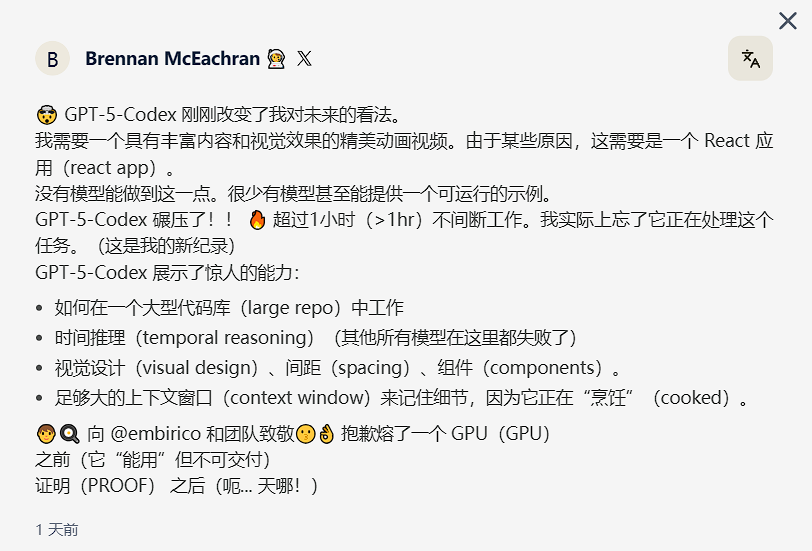 B Brennan McEachran 👨‍🚀 𝕏
🤯 GPT-5-Codex 刚刚改变了我对未来的看法。
我需要一个具有丰富内容和视觉效果的精美动画视频。由于某些原因，这需要是一个 React 应
用（react app）。
没有模型能做到这一点。很少有模型甚至能提供一个可运行的示例。
GPT-5-Codex 碾压了！！ 🔥 超过1小时（>1hr）不间断工作。我实际上忘了它正在处理这个
任务。（这是我的新纪录）
GPT-5-Codex 展示了惊人的能力：
• 如何在一个大型代码库（large repo）中工作
• 时间推理（temporal reasoning）（其他所有模型在这里都失败了）
• 视觉设计（visual design）、间距（spacing）、组件（components）。
• 足够大的上下文窗口（context window）来记住细节，因为它正在“烹饪”（cooked）。
👨🍳 向 @embirico 和团队致敬😗👌 抱歉熔了一个 GPU（GPU）
之前（它“能用”但不可交付）
证明（PROOF） 之后（呃... 天哪！）
1 天前